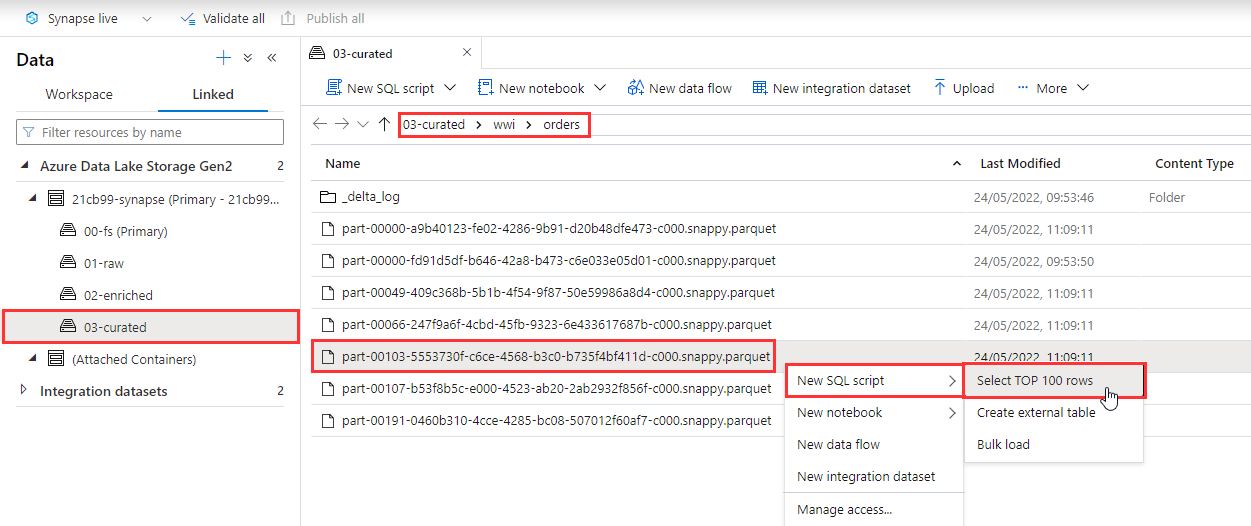 Synapse live Validate all Publish all
Data
Workspace Linked
Filter resources by name
Azure Data Lake Storage Gen2 2
21cb99-synapse (Primary - 21cb99...
00-fs (Primary)
01-raw
02-enriched
03-curated
(Attached Containers)
Integration datasets 2
03-curated
New SQL script New notebook New data flow New integration dataset Upload More
03-curated wwi orders
Name Last Modified Content Type
_delta_log 24/05/2022, 09:53:46 Folder
part-00000-a9b40123-fe02-4286-9b91-d20b48dfe473-c000.snappy.parquet 24/05/2022, 11:09:11
part-00000-fd91d5df-b646-42a8-b473-c6e033e05d01-c000.snappy.parquet 24/05/2022, 09:53:50
part-00049-409c368b-5b1b-4f54-9f87-50e59986a8d4-c000.snappy.parquet 24/05/2022, 11:09:11
part-00066-247f9a6f-4cbd-45fb-9323-6e433617687b-c000.snappy.parquet 24/05/2022, 11:09:11
part-00103-5553730f-c6ce-4568-b3c0-b735f4bf411d-c000.snappy.parquet 24/05/2022, 11:09:11
part-00107-b53f8b5c-e000-4523-ab20-2ab2932f856f-c000.snappy.parquet
part-00191-0460b310-4cce-4285-bc08-507012f60af7-c000.snappy.parquet
New SQL script
New notebook
New data flow
New integration dataset
Manage access...
Select TOP 100 rows
Create external table
Bulk load